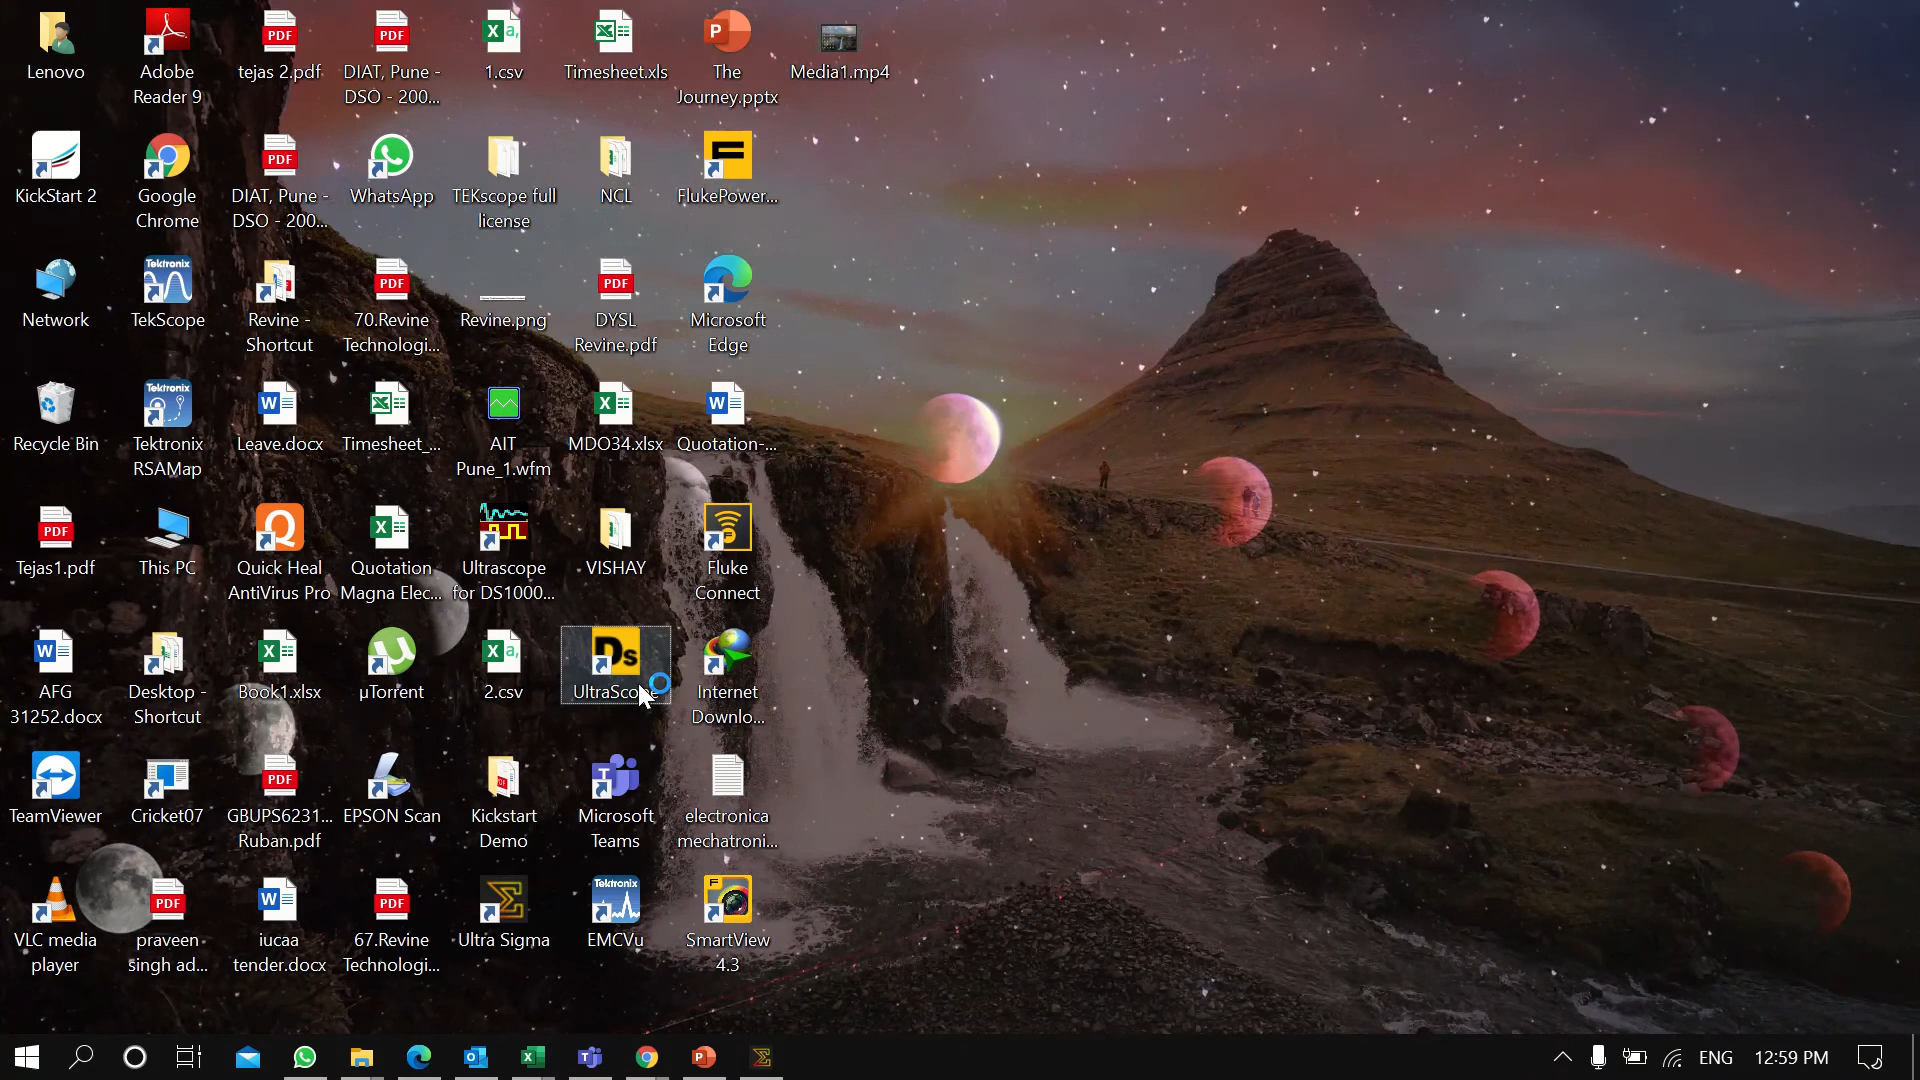 Lenovo
Adobe
Reader 9
tejas 2.pdf
DIAT, Pune -
DSO - 200...
1.csv
Timesheet.xls
The
Journey.pptx
Media1.mp4
KickStart 2
Google
Chrome
DIAT, Pune -
DSO - 200...
WhatsApp
TEKscope full
license
NCL
FlukePower...
Network
Tektronix
TekScope
Revine -
Shortcut
70.Revine
Technologi...
Revine.png
DYSL
Revine.pdf
Microsoft
Edge
Recycle Bin
Tektronix
Tektronix
RSAMap
Leave.docx
Timesheet_...
AIT
Pune_1.wfm
MDO34.xlsx
Quotation-...
Tejas1.pdf
This PC
Quick Heal
AntiVirus Pro
Quotation
Magna Elec...
Ultrascope
for DS1000...
VISHAY
Fluke
Connect
AFG
31252.docx
Desktop -
Shortcut
Book1.xlsx
µTorrent
2.csv
Ds
UltraScope
Internet
Downlo...
TeamViewer
Cricket07
GBUPS6231...
Ruban.pdf
EPSON Scan
Kickstart
Demo
Microsoft
Teams
electronica
mechatroni...
VLC media
player
praveen
singh ad...
iucaa
tender.docx
67.Revine
Technologi...
Ultra Sigma
Tektronix
EMCVu
SmartView
4.3
ENG
12:59 PM